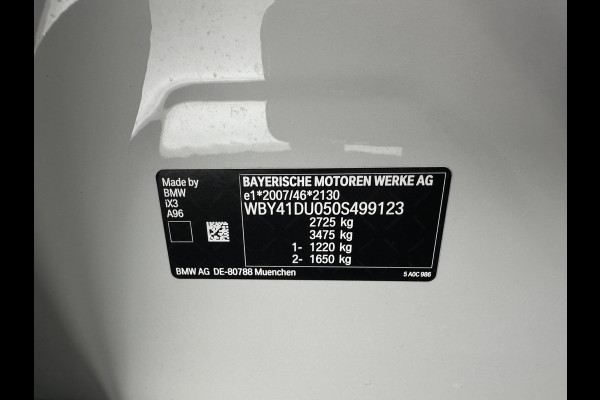 Made by
BMW
iX3
A96
BAYERISCHE MOTOREN WERKE AG
e1*2007/46*2130
WBY41DU050S499123
2725 kg
3475 kg
1- 1220 kg
2- 1650 kg
BMW AG DE-80788 Muenchen
5 A0C 986